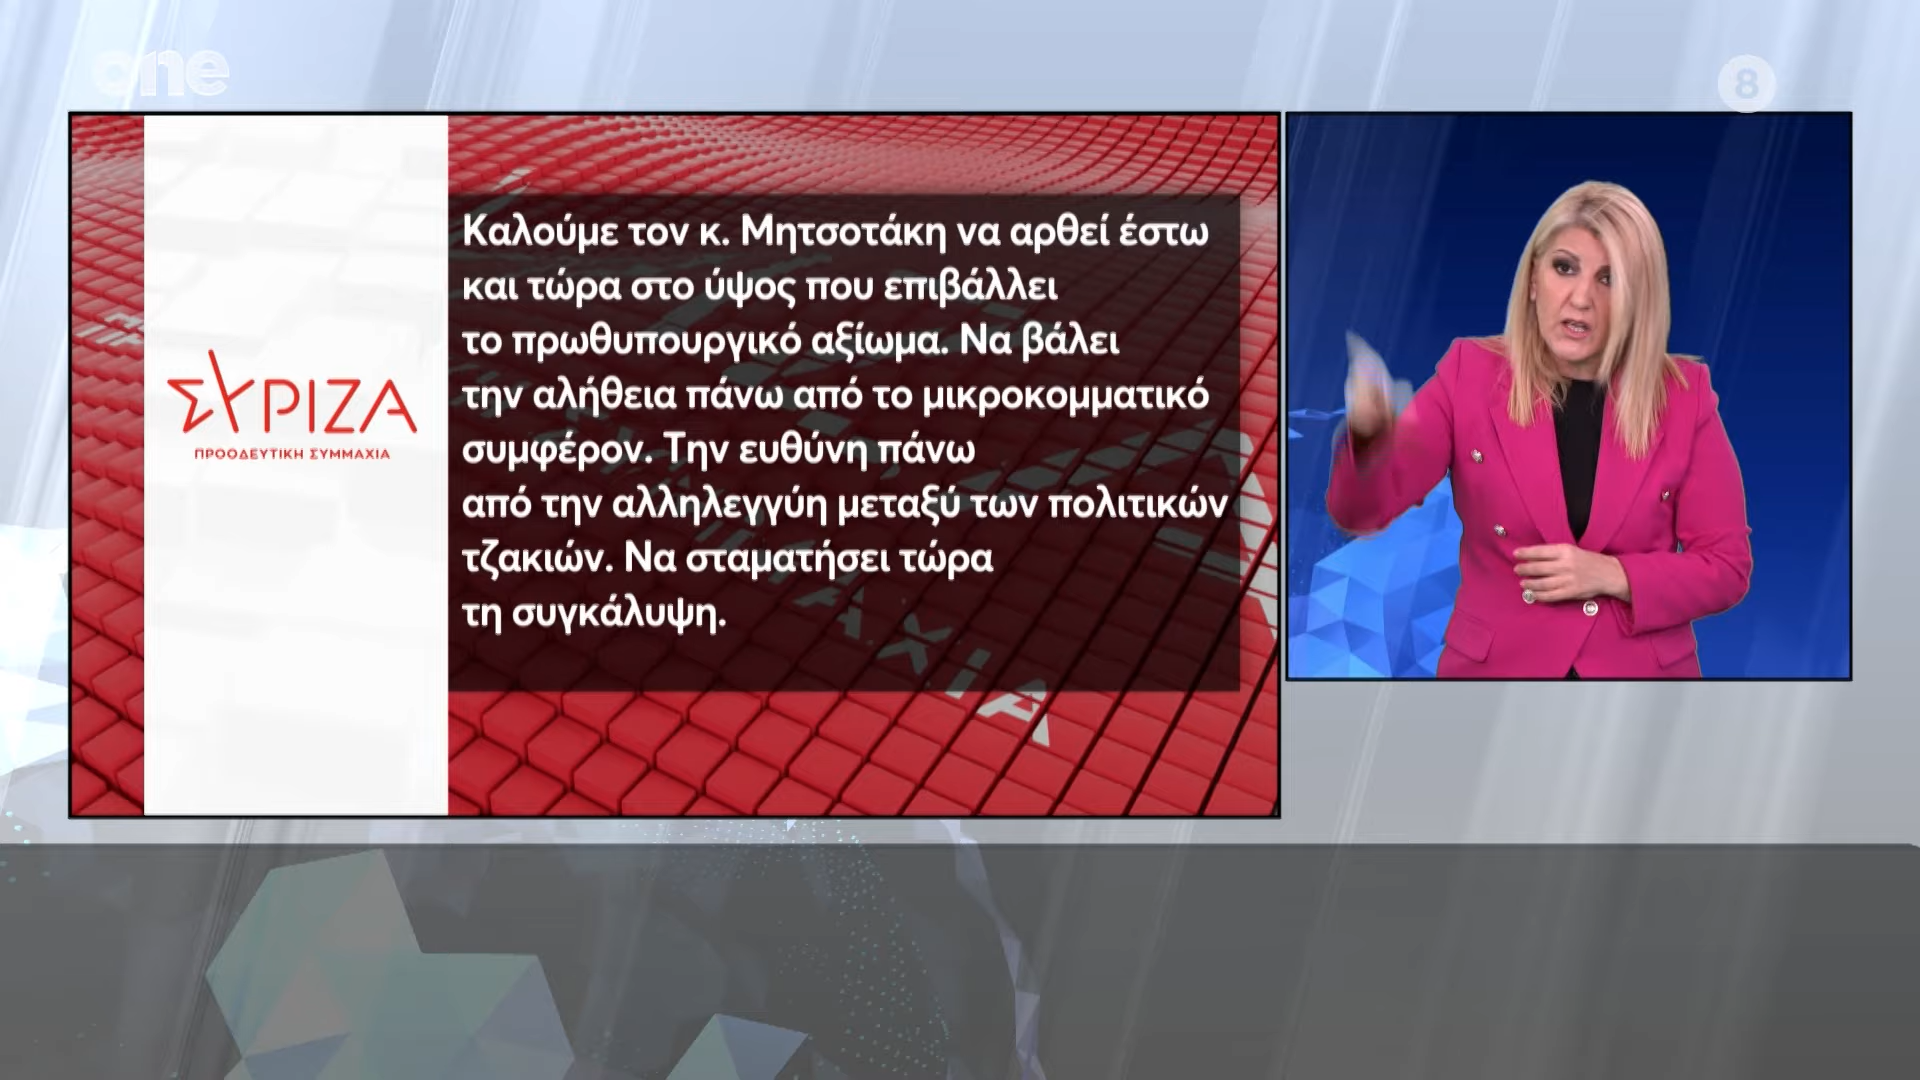 one
8
Καλούμε τον κ. Μητσοτάκη να αρθεί έστω
και τώρα στο ύψος που επιβάλλει
το πρωθυπουργικό αξίωμα. Να βάλει
την αλήθεια πάνω από το μικροκομματικό
συμφέρον. Την ευθύνη πάνω
από την αλληλεγγύη μεταξύ των πολιτικών
τζακιών. Να σταματήσει τώρα
τη συγκάλυψη.
ΣΥΡΙΖΑ
ΠΡΟΟΔΕΥΤΙΚΗ ΣΥΜΜΑΧΙΑ